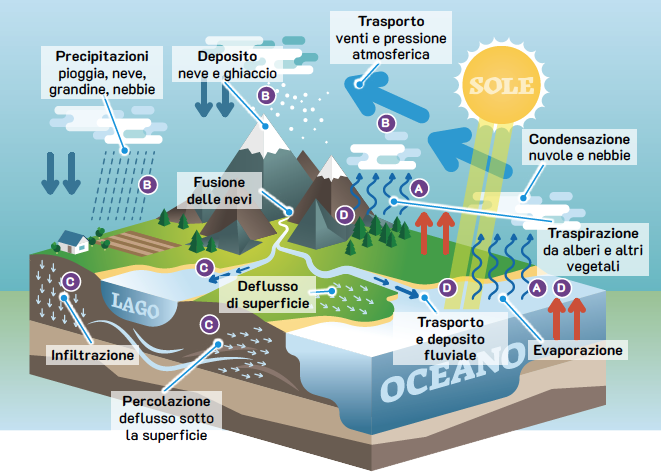 Trasporto
venti e pressione
atmosferica
Precipitazioni
pioggia, neve,
grandine, nebbie
Deposito
neve e ghiaccio
SOLE
B
B
Condensazione
nuvole e nebbie
B
Fusione
delle nevi
A
D
Traspirazione
da alberi e altri
vegetali
C
C
Deflusso
di superficie
D
A
D
LAGO
C
Trasporto
e deposito
fluviale
Infiltrazione
Evaporazione
OCEANO
Percolazione
deflusso sotto
la superficie